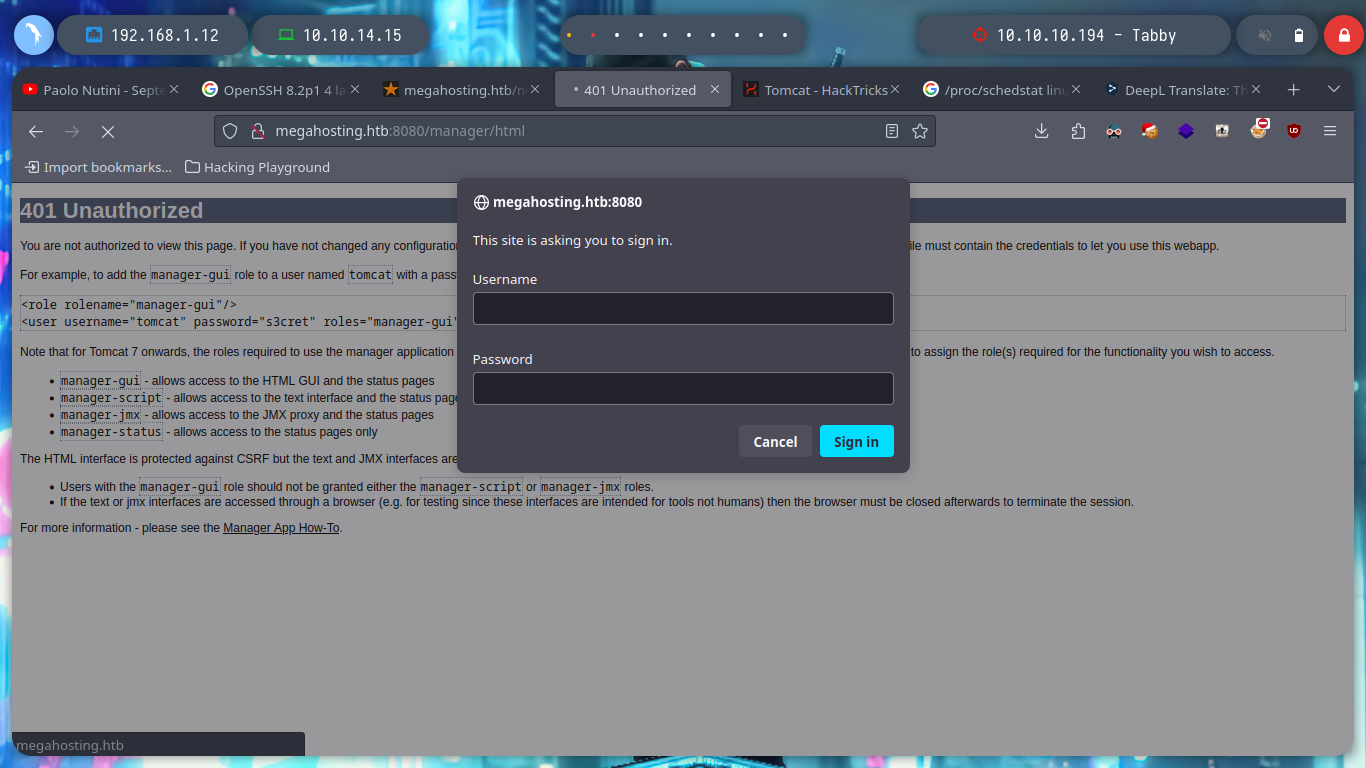 192.168.1.12
10.10.14.15
10.10.10.194 - Tabby
Paolo Nutini - Septe
OpenSSH 8.2p1 4 la
megahosting.htb/n
401 Unauthorized
Tomcat - HackTricks
/proc/schedstat linu
DeepL Translate: Th
megahosting.htb:8080/manager/html
Import bookmarks...
Hacking Playground
401 Unauthorized
You are not authorized to view this page. If you have not changed any configuration
ile must contain the credentials to let you use this webapp.
For example, to add the manager-gui role to a user named tomcat with a pass
<role rolename="manager-gui"/>
<user username="tomcat" password="s3cret" roles="manager-gui"
Note that for Tomcat 7 onwards, the roles required to use the manager application
to assign the role(s) required for the functionality you wish to access.
• manager-gui - allows access to the HTML GUI and the status pages
• manager-script - allows access to the text interface and the status page
• manager-jmx - allows access to the JMX proxy and the status pages
• manager-status - allows access to the status pages only
The HTML interface is protected against CSRF but the text and JMX interfaces are
• Users with the manager-gui role should not be granted either the manager-script or manager-jmx roles.
• If the text or jmx interfaces are accessed through a browser (e.g. for testing since these interfaces are intended for tools not humans) then the browser must be closed afterwards to terminate the session.
For more information - please see the Manager App How-To.
megahosting.htb:8080
This site is asking you to sign in.
Username
Password
Cancel
Sign in
megahosting.htb